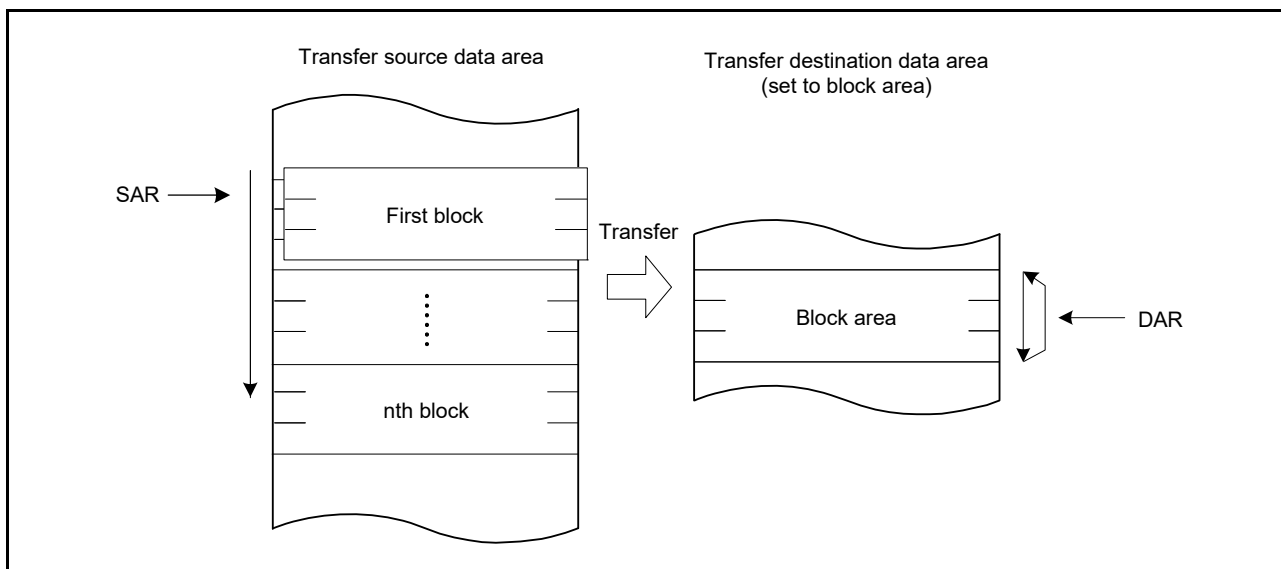 Transfer source data area
Transfer destination data area
(set to block area)
SAR
First block
Transfer
Block area
DAR
nth block